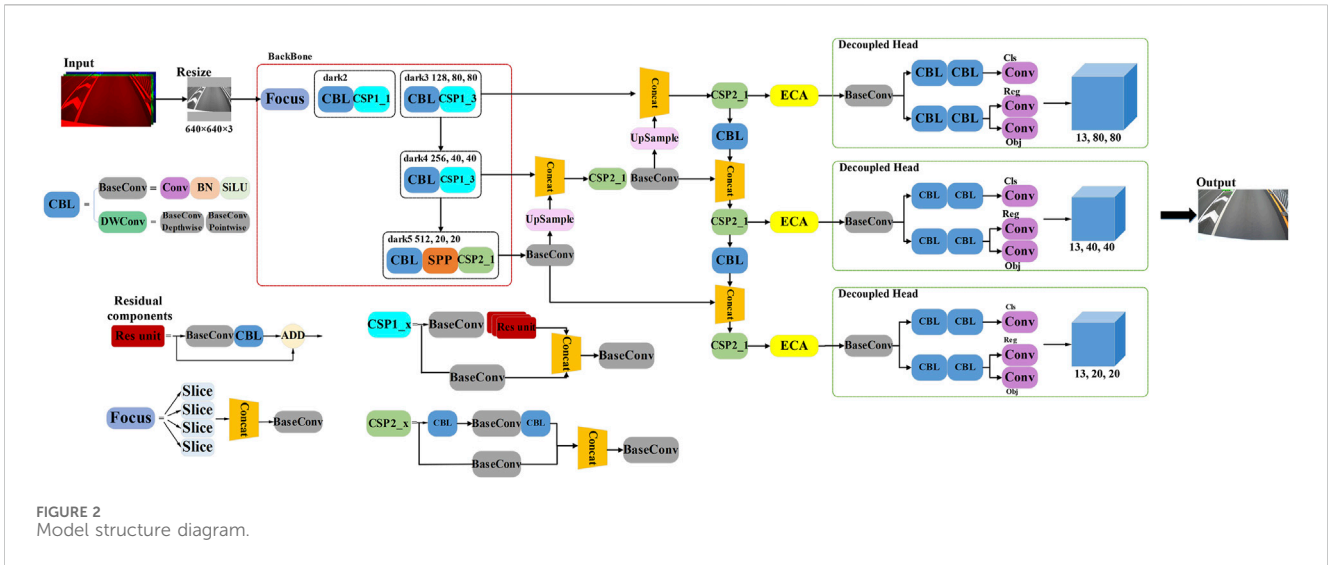 Input
Resize
640×640×3
BackBone
Focus
dark2
CBL CSP1_1
dark3 128, 80, 80
CBL CSP1_3
dark4 256, 40, 40
CBL CSP1_3
dark5 512, 20, 20
CBL SPP CSP2_1
BaseConv
UpSample
Concat
CSP2_1
BaseConv
UpSample
Concat
CSP2_1
CBL
Concat
CSP2_1
CBL
Concat
CSP2_1
ECA
ECA
ECA
Decoupled Head
BaseConv
CBL CBL
Cls
Conv
CBL CBL
Reg
Conv
Conv
Obj
13, 80, 80
Decoupled Head
BaseConv
CBL CBL
Cls
Conv
CBL CBL
Reg
Conv
Conv
Obj
13, 40, 40
Decoupled Head
BaseConv
CBL CBL
Cls
Conv
CBL CBL
Reg
Conv
Conv
Obj
13, 20, 20
Output
CBL =
BaseConv = Conv BN SiLU
DWConv = BaseConv Depthwise BaseConv Pointwise
Residual
components
Res unit = BaseConv CBL ADD
Focus =
Slice
Slice
Slice
Slice
Concat
BaseConv
CSP1_x = BaseConv Res unit
BaseConv
Concat
BaseConv
CSP2_x = CBL BaseConv CBL
BaseConv
Concat
BaseConv
FIGURE 2
Model structure diagram.